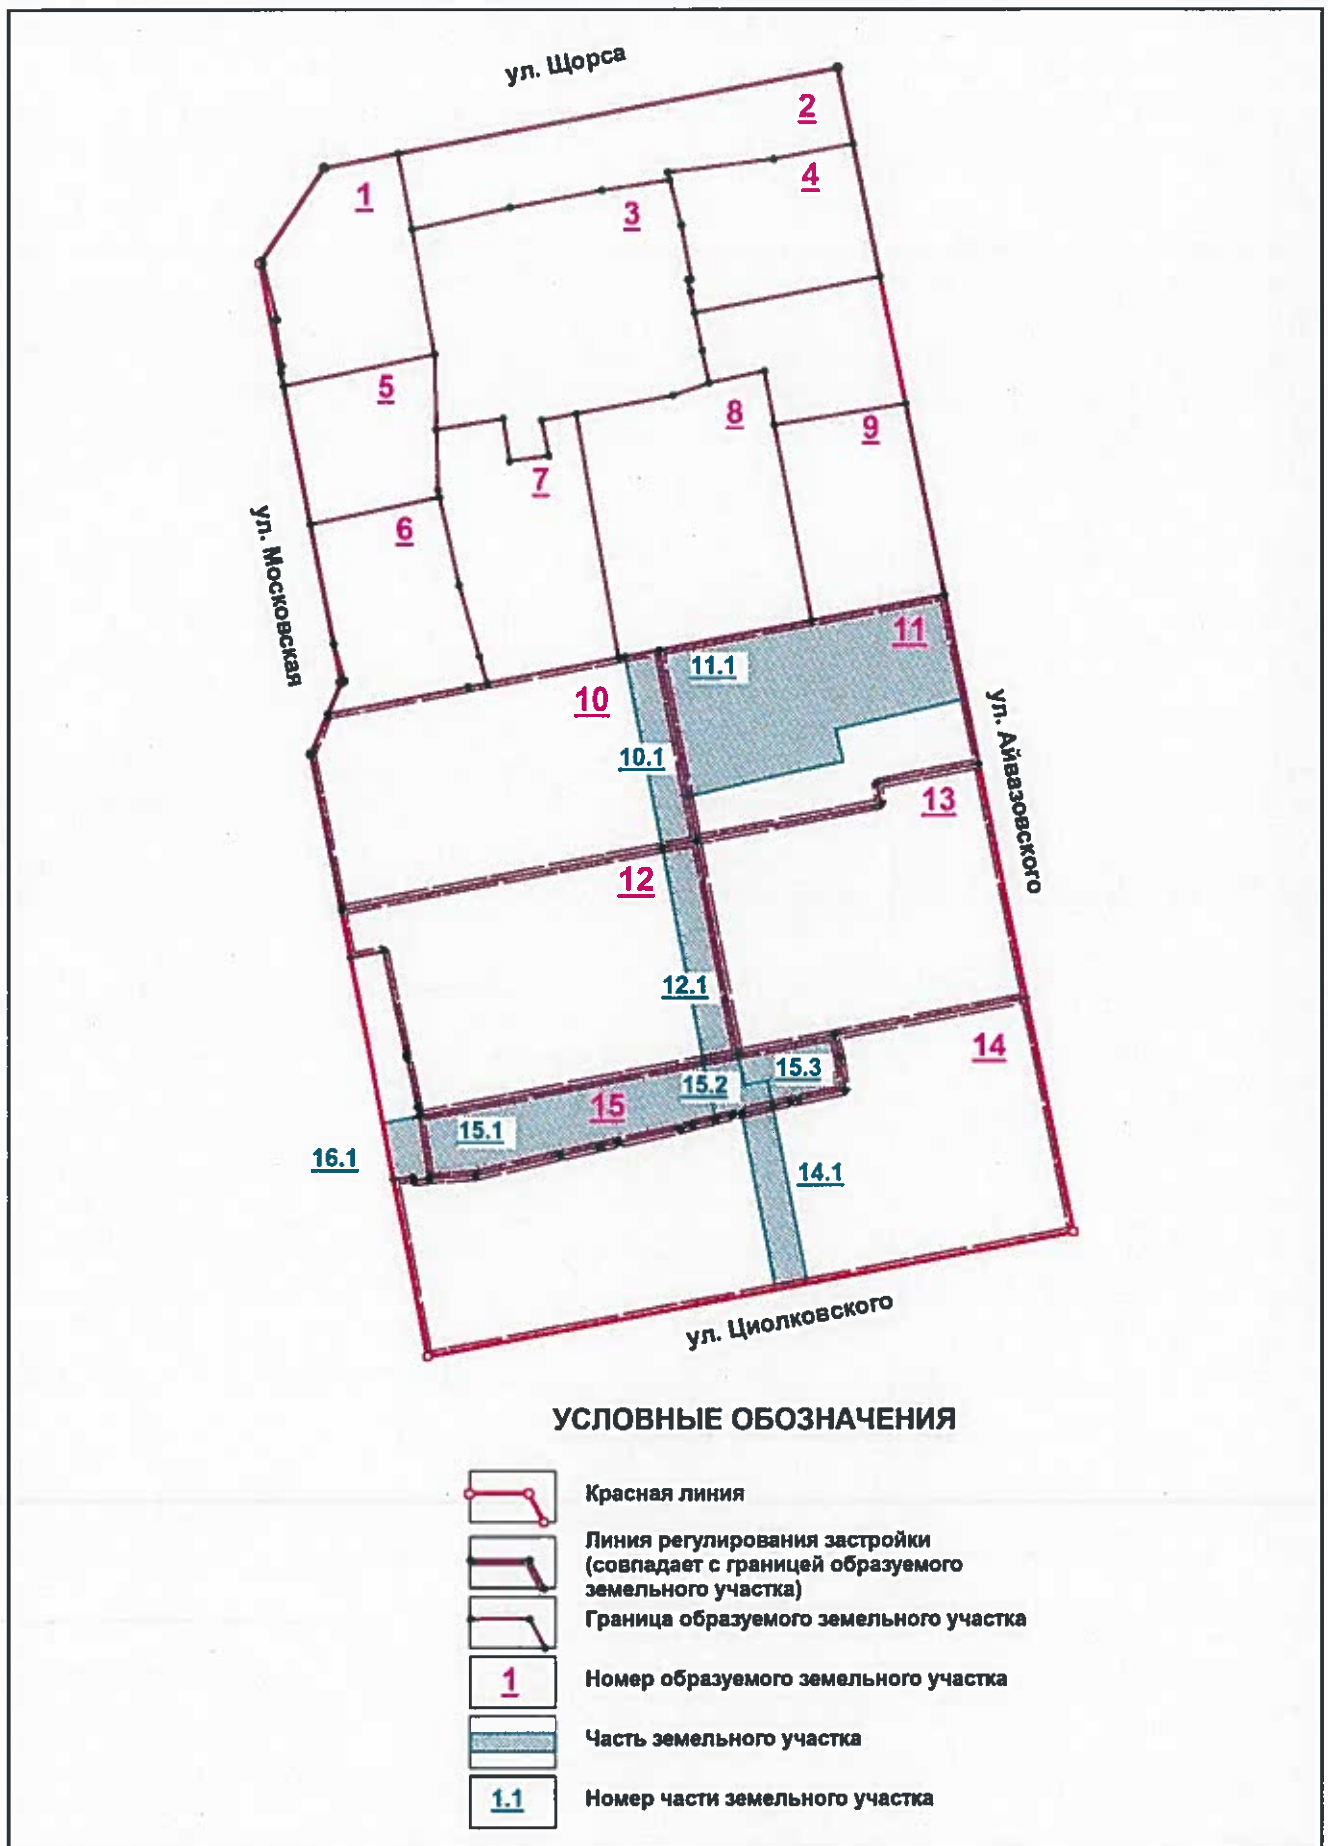 ул. Щорса
2
1
4
3
5
8
9
7
6
ул. Московская
11
11.1
10
ул. Айвазовского
10.1
13
12
12.1
14
15.3
15.2
15
15.1
16.1
14.1
ул. Циолковского
УСЛОВНЫЕ ОБОЗНАЧЕНИЯ
Красная линия
Линия регулирования застройки
(совпадает с границей образуемого
земельного участка)
Граница образуемого земельного участка
1
Номер образуемого земельного участка
Часть земельного участка
1.1
Номер части земельного участка